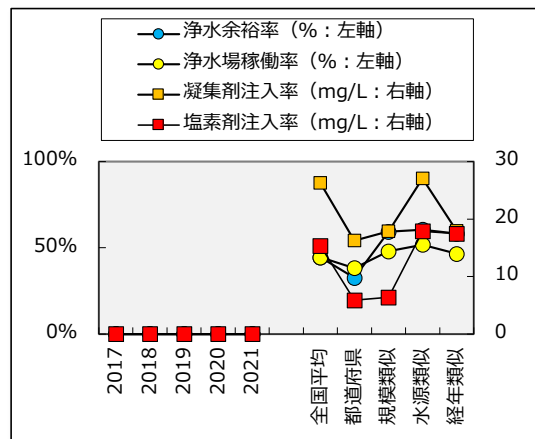 浄水余裕率（%：左軸）
浄水場稼働率（%：左軸）
凝集剤注入率（mg/L：右軸）
塩素剤注入率（mg/L：右軸）
100%
50%
0%
30
20
10
0
2017
2018
2019
2020
2021
全国平均
都道府県
規模類似
水源類似
経年類似